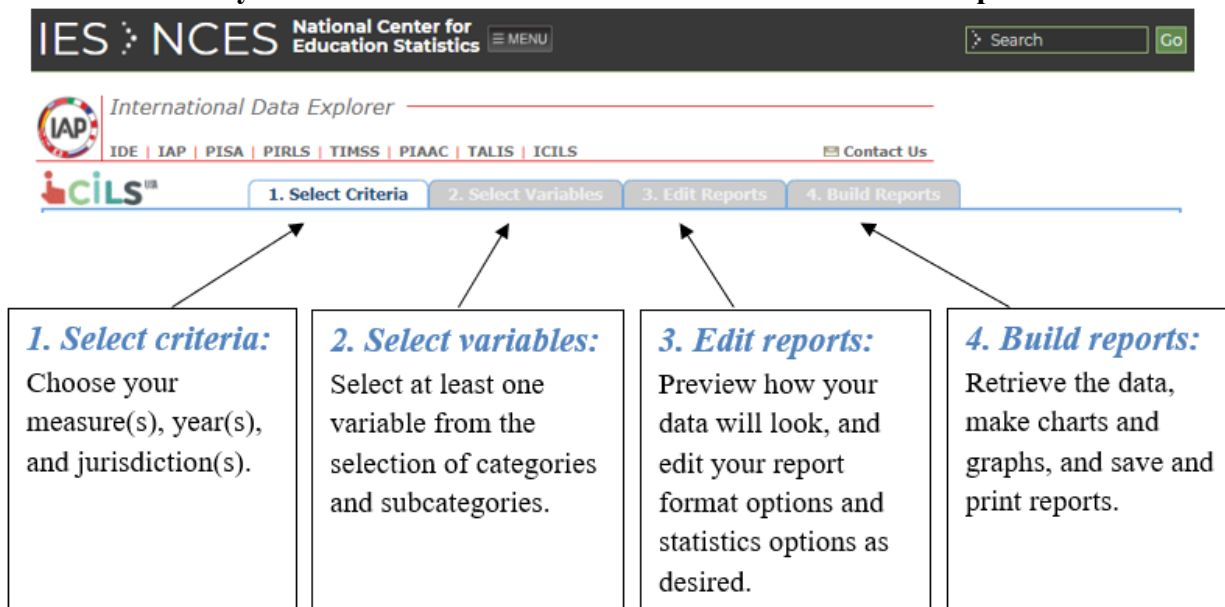 IES NCES National Center for Education Statistics ≡ MENU Search Go
IAP
International Data Explorer
IDE | IAP | PISA | PIRLS | TIMSS | PIAAC | TALIS | ICILS Contact Us
iCILS 1. Select Criteria 2. Select Variables 3. Edit Reports 4. Build Reports
1. Select criteria:
Choose your
measure(s), year(s),
and jurisdiction(s).
2. Select variables:
Select at least one
variable from the
selection of categories
and subcategories.
3. Edit reports:
Preview how your
data will look, and
edit your report
format options and
statistics options as
desired.
4. Build reports:
Retrieve the data,
make charts and
graphs, and save and
print reports.